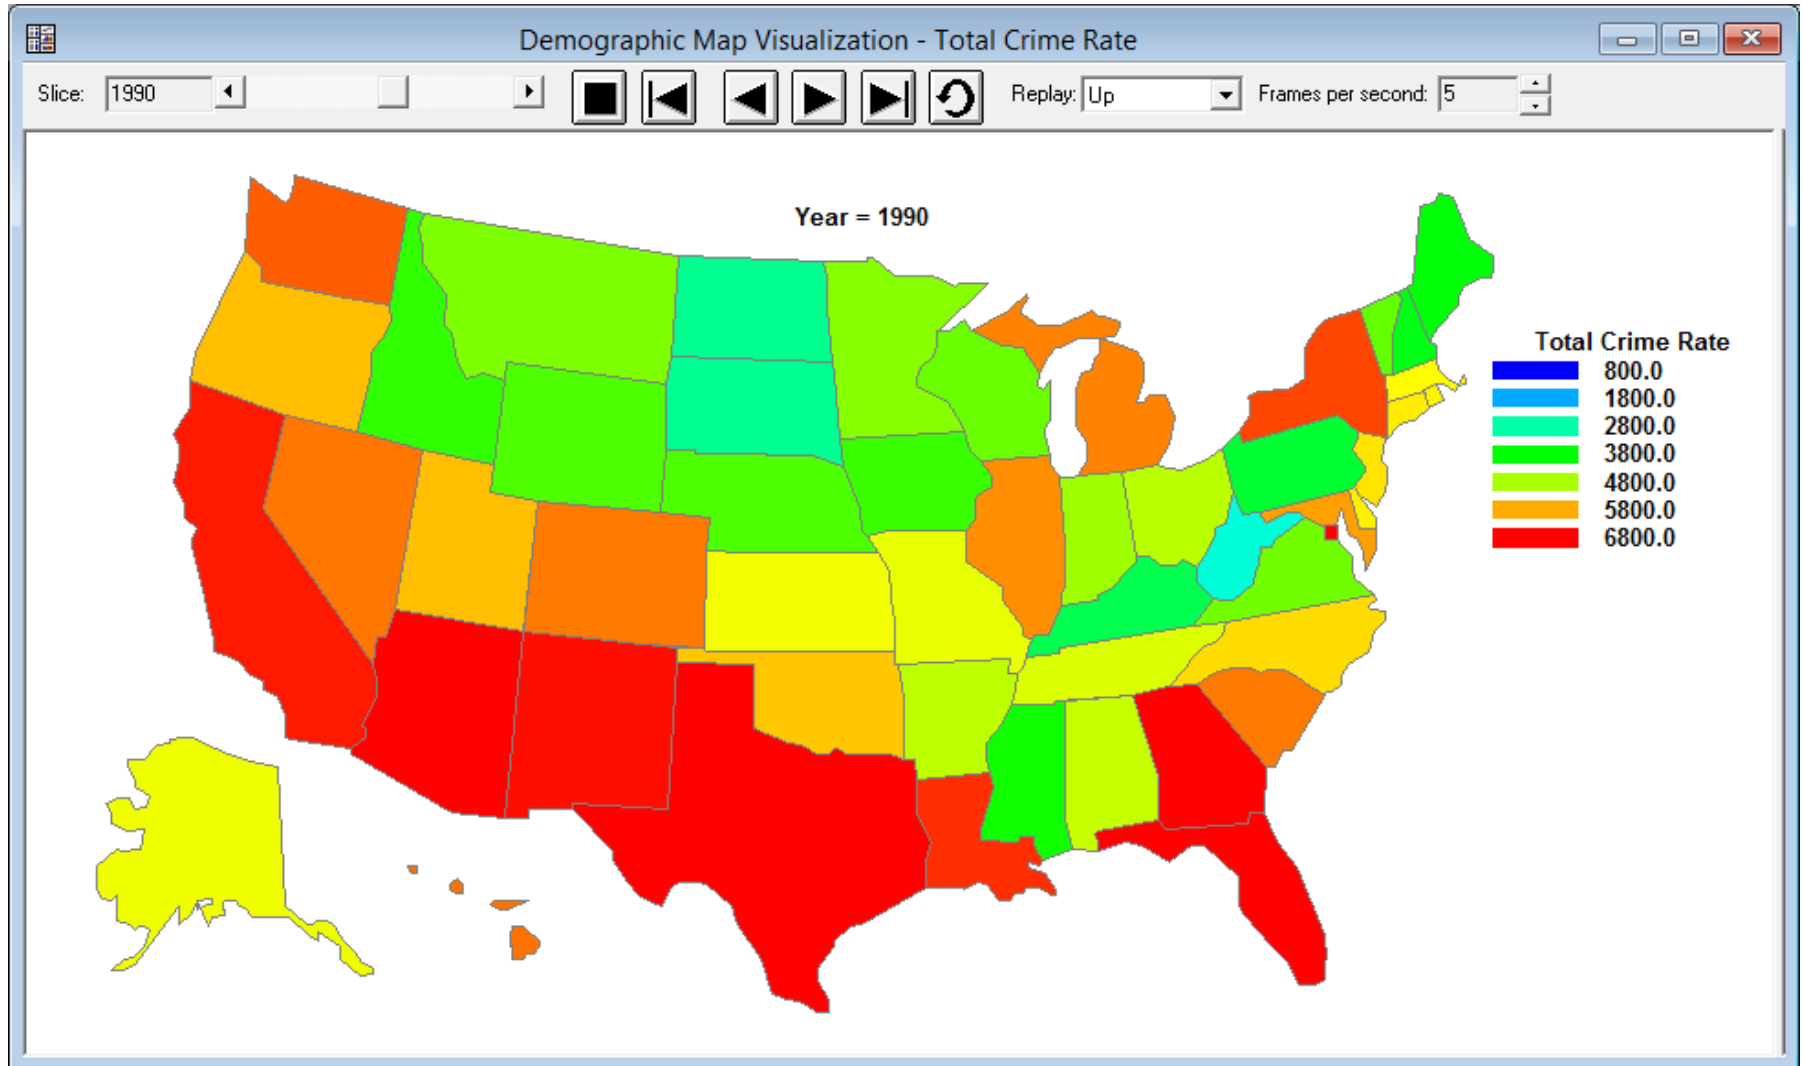 Demographic Map Visualization - Total Crime Rate
Slice: 1990 Replay: Up Frames per second: 5
Year = 1990
Total Crime Rate
800.0
1800.0
2800.0
3800.0
4800.0
5800.0
6800.0